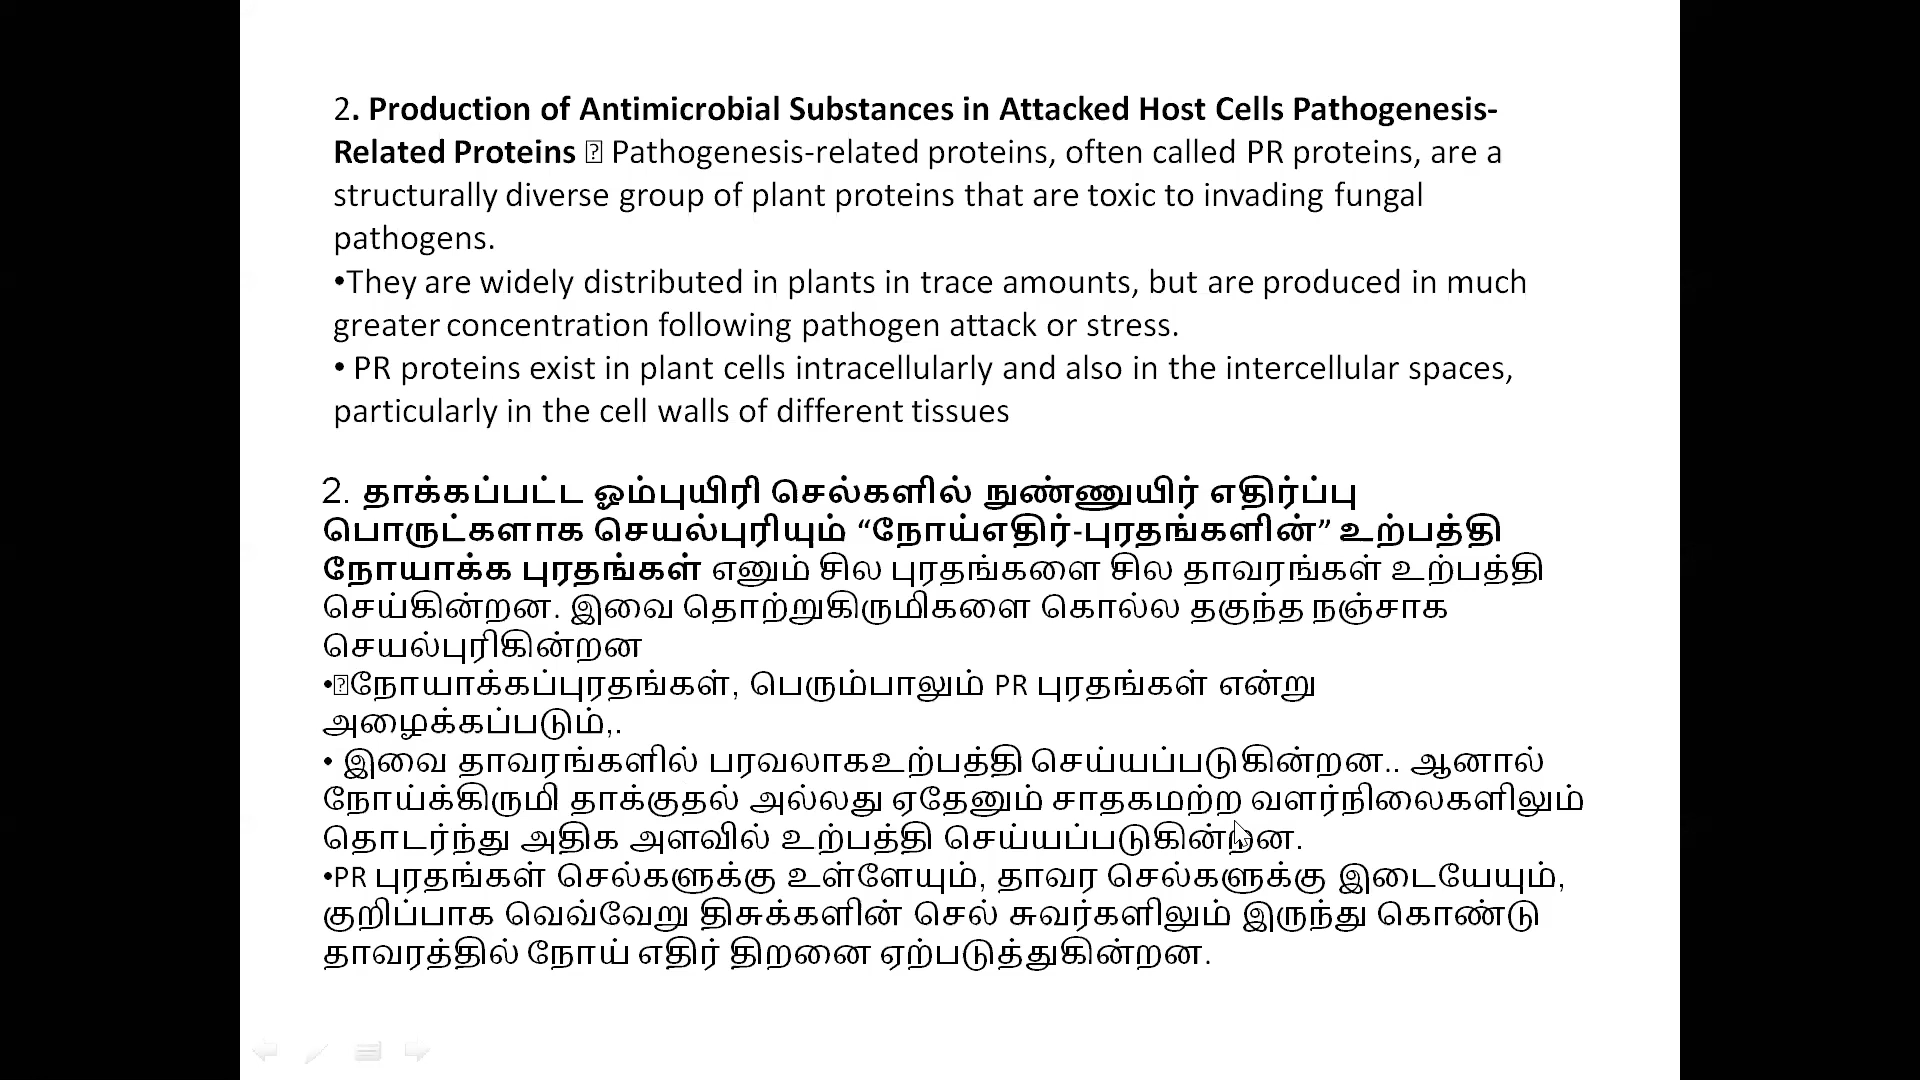 2. Production of Antimicrobial Substances in Attacked Host Cells Pathogenesis-
Related Proteins Pathogenesis-related proteins, often called PR proteins, are a
structurally diverse group of plant proteins that are toxic to invading fungal
pathogens.
•They are widely distributed in plants in trace amounts, but are produced in much
greater concentration following pathogen attack or stress.
• PR proteins exist in plant cells intracellularly and also in the intercellular spaces,
particularly in the cell walls of different tissues
2. தாக்கப்பட்ட ஓம்புயிரி செல்களில் நுண்ணுயிர் எதிர்ப்பு
பொருட்களாக செயல்புரியும் “நோய்எதிர்-புரதங்களின்” உற்பத்தி
நோயாக்க புரதங்கள் எனும் சில புரதங்களை சில தாவரங்கள் உற்பத்தி
செய்கின்றன. இவை தொற்றுகிருமிகளை கொல்ல தகுந்த நஞ்சாக
செயல்புரிகின்றன
•நோயாக்கப்புரதங்கள், பெரும்பாலும் PR புரதங்கள் என்று
அழைக்கப்படும்,.
• இவை தாவரங்களில் பரவலாகஉற்பத்தி செய்யப்படுகின்றன.. ஆனால்
நோய்க்கிருமி தாக்குதல் அல்லது ஏதேனும் சாதகமற்ற வளர்நிலைகளிலும்
தொடர்ந்து அதிக அளவில் உற்பத்தி செய்யப்படுகின்றன.
•PR புரதங்கள் செல்களுக்கு உள்ளேயும், தாவர செல்களுக்கு இடையேயும்,
குறிப்பாக வெவ்வேறு திசுக்களின் செல் சுவர்களிலும் இருந்து கொண்டு
தாவரத்தில் நோய் எதிர் திறனை ஏற்படுத்துகின்றன.